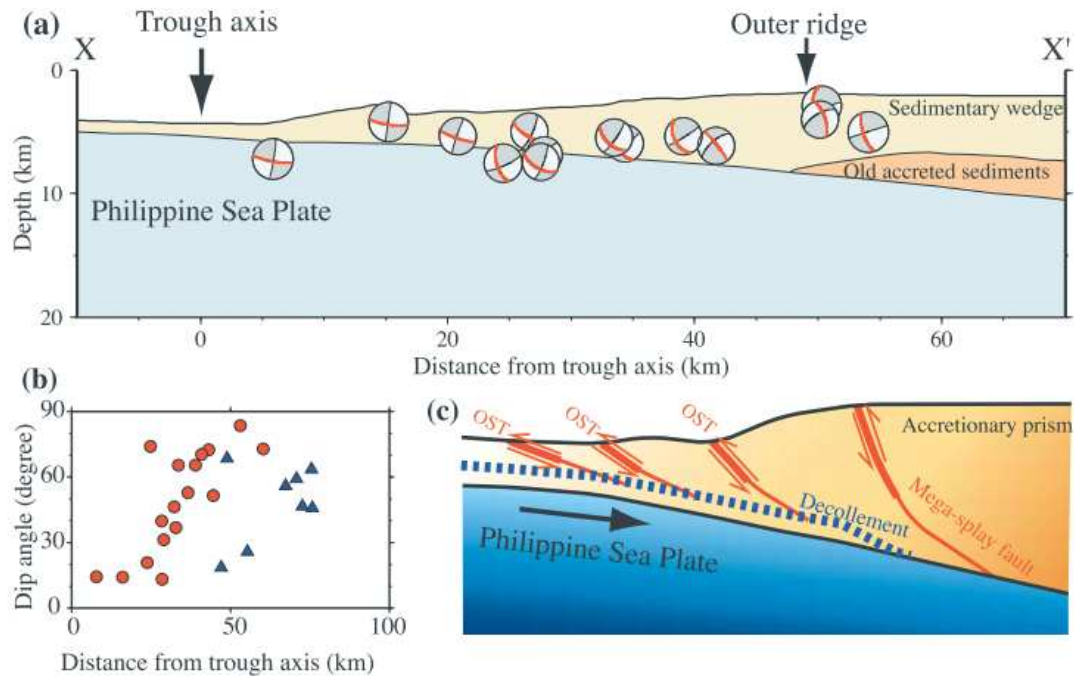 (a)
Trough axis
Outer ridge
X
X'
0
10
20
Depth (km)
Sedimentary wedge
Old accreted sediments
Philippine Sea Plate
0
20
40
60
Distance from trough axis (km)
(b)
90
60
30
0
Dip angle (degree)
0
50
100
Distance from trough axis (km)
(c)
OST
OST
OST
Accretionary prism
Decollement
Mega-splay fault
Philippine Sea Plate